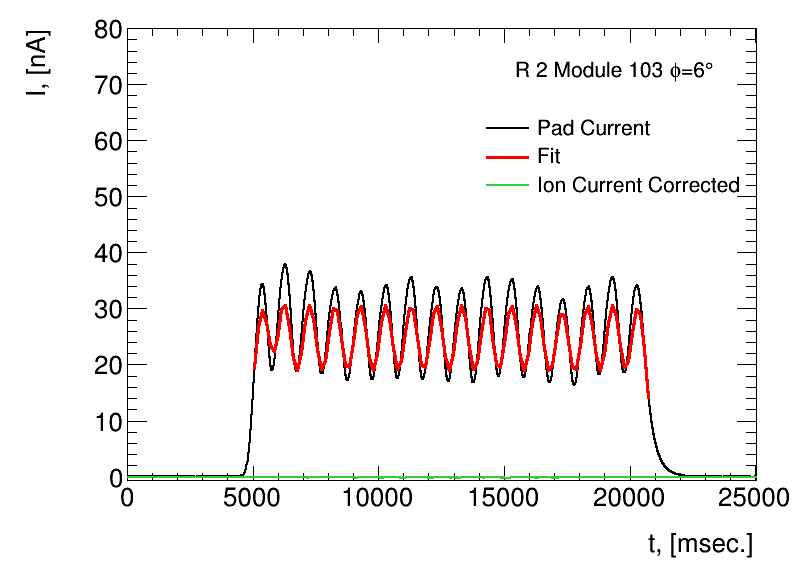 I, [nA]
80
70
60
50
40
30
20
10
0
R 2 Module 103 ϕ=6°
Pad Current
Fit
Ion Current Corrected
0 5000 10000 15000 20000 25000
t, [msec.]